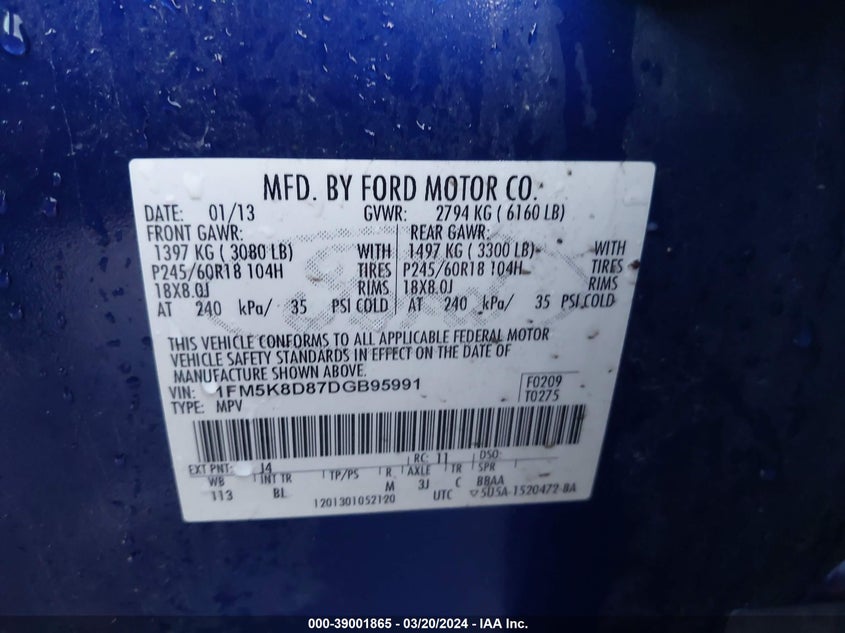 MFD. BY FORD MOTOR CO.
DATE: 01/13 GVWR: 2794 KG ( 6160 LB)
FRONT GAWR: REAR GAWR:
1397 KG ( 3080 LB) WITH 1497 KG ( 3300 LB) WITH
P245/60R18 104H TIRES P245/60R18 104H TIRES
18X8.0J RIMS 18X8.0J RIMS
AT 240 kPa/ 35 PSI COLD AT 240 kPa/ 35 PSI COLD
THIS VEHICLE CONFORMS TO ALL APPLICABLE FEDERAL MOTOR
VEHICLE SAFETY STANDARDS IN EFFECT ON THE DATE OF
MANUFACTURE SHOWN ABOVE.
VIN: 1FM5K8D87DGB95991 F0209
TYPE: MPV T0275
EXT PNT: J4 RC: 11 DSO:
WB INT TR TP/PS R AXLE TR SPR
113 BL M 3J C BBAA
1201301052120 UTC ▽5U5A-1520472-BA
000-39001865 - 03/20/2024 - IAA Inc.